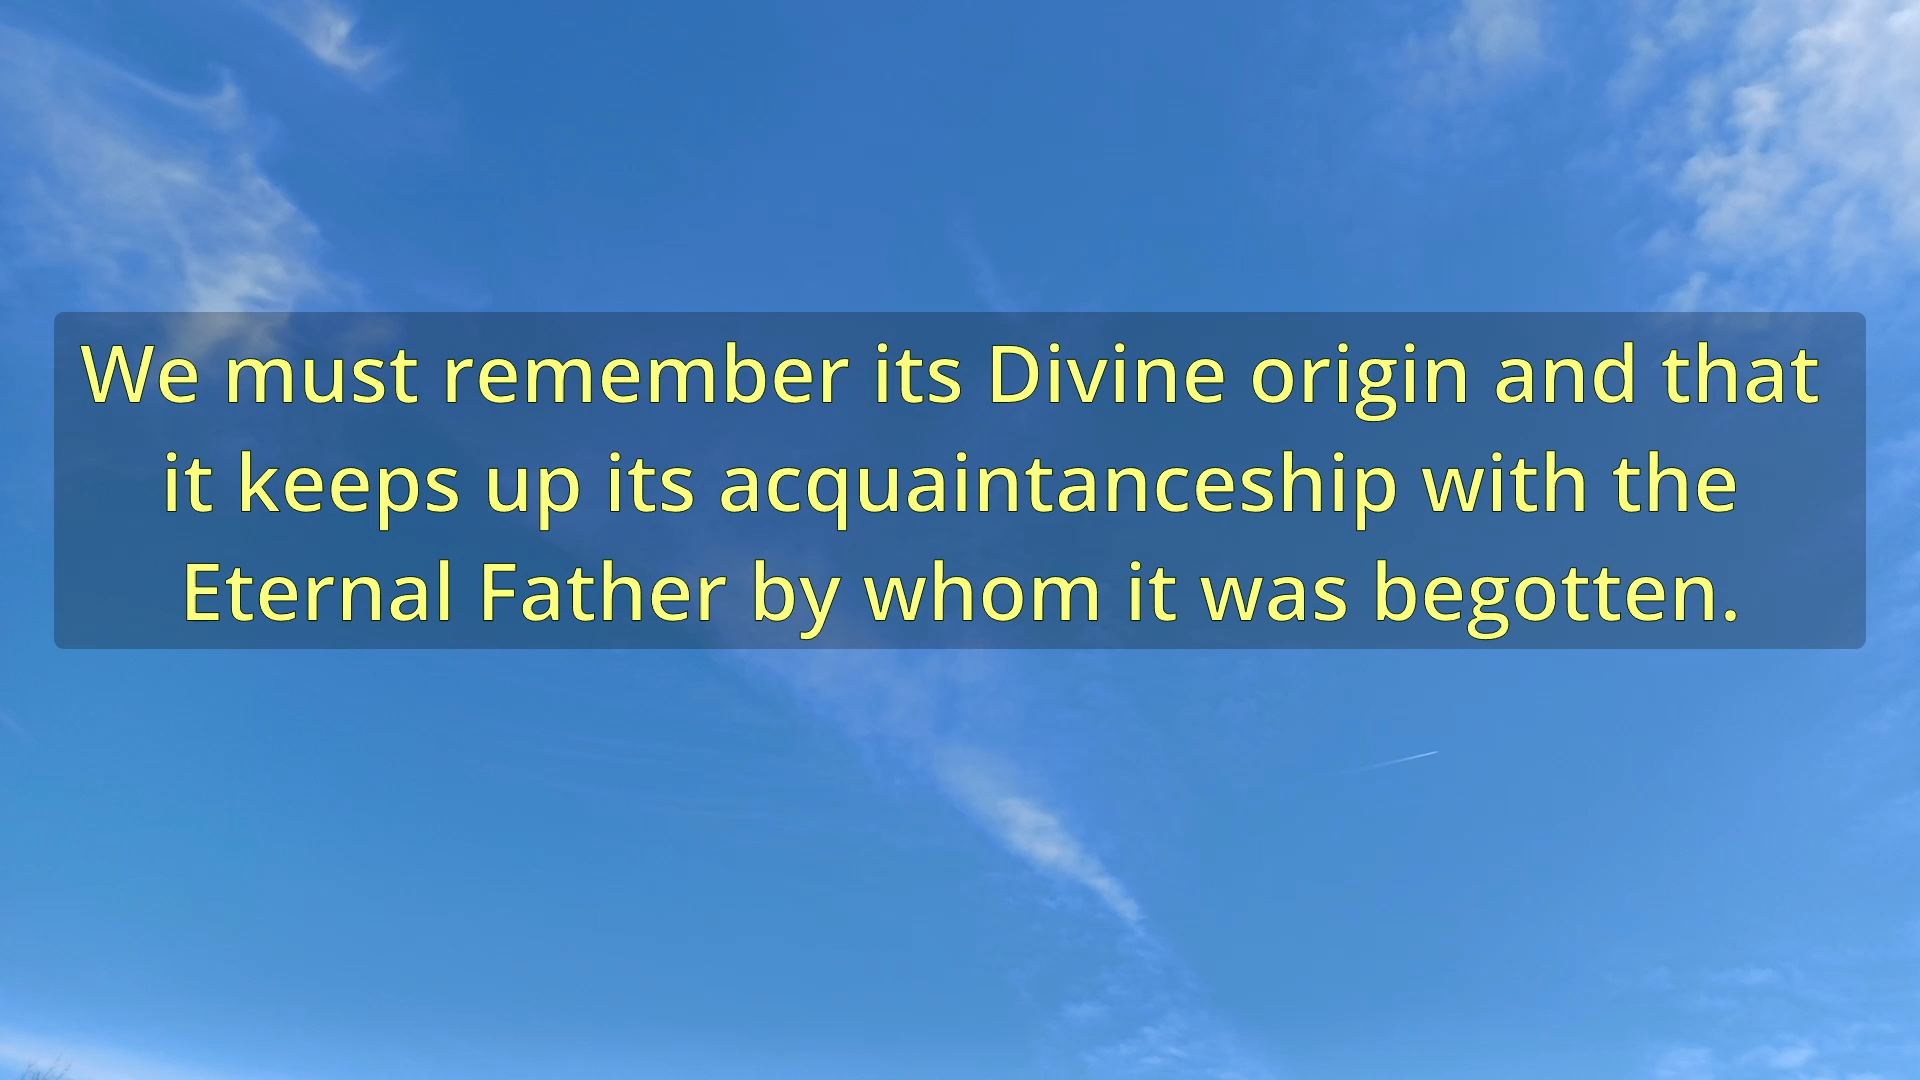 We must remember its Divine origin and that
it keeps up its acquaintanceship with the
Eternal Father by whom it was begotten.